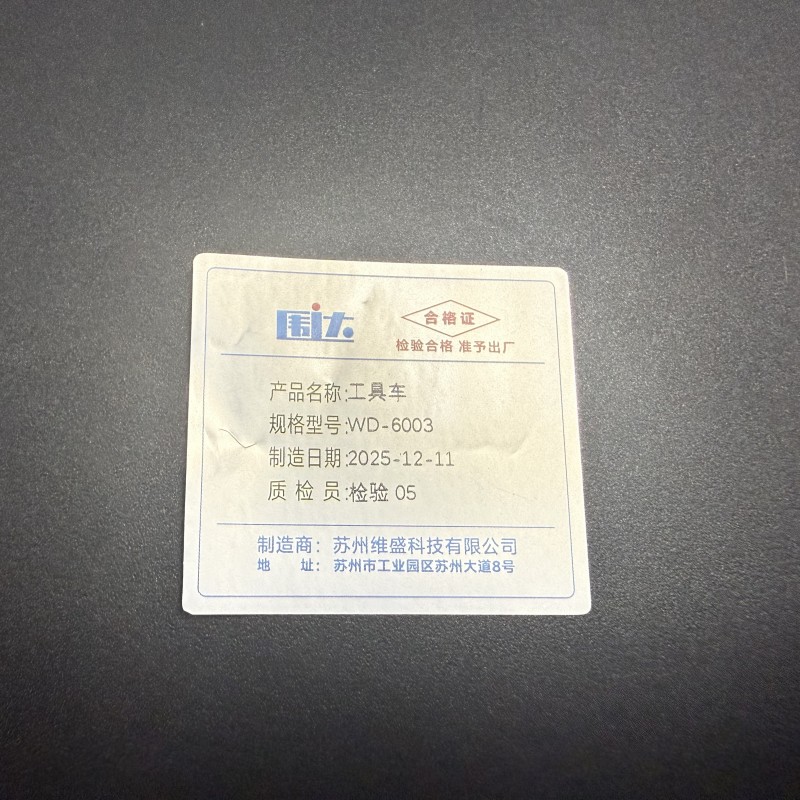 围达
合格证
检验合格 准予出厂
产品名称:工具车
规格型号:WD-6003
制造日期:2025-12-11
质检员:检验 05
制造商：苏州维盛科技有限公司
地 址：苏州市工业园区苏州大道8号